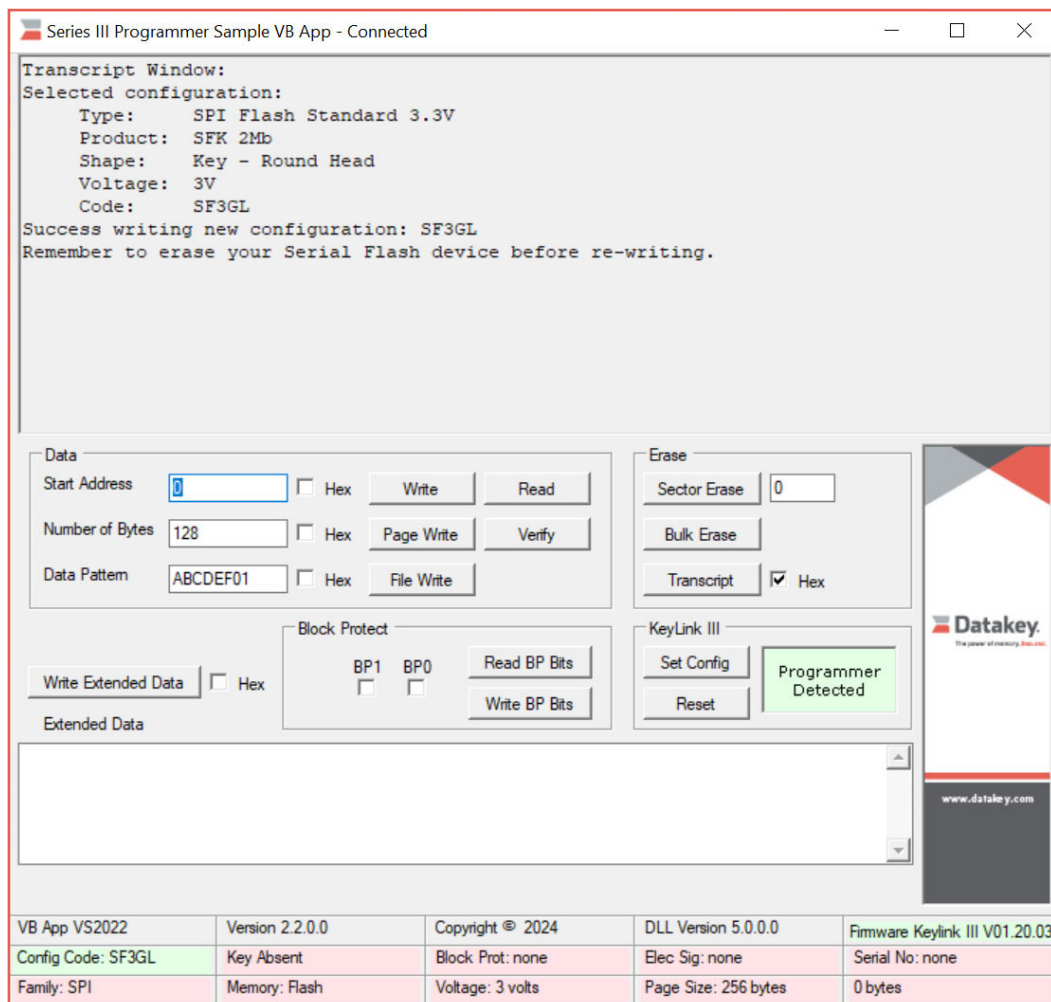 Series III Programmer Sample VB App - Connected
Transcript Window:
Selected configuration:
Type: SPI Flash Standard 3.3V
Product: SFK 2Mb
Shape: Key - Round Head
Voltage: 3V
Code: SF3GL
Success writing new configuration: SF3GL
Remember to erase your Serial Flash device before re-writing.
Data
Start Address 0 Hex Write Read
Number of Bytes 128 Hex Page Write Verify
Data Pattern ABCDEF01 Hex File Write
Erase
Sector Erase 0
Bulk Erase
Transcript Hex
Write Extended Data Hex
Extended Data
Block Protect
BP1 BP0 Read BP Bits
Write BP Bits
KeyLink III
Set Config
Reset
Programmer
Detected
Datakey.
The power of memory.
www.datakey.com
VB App VS2022 Version 2.2.0.0 Copyright © 2024 DLL Version 5.0.0.0 Firmware Keylink III V01.20.03
Config Code: SF3GL Key Absent Block Prot: none Elec Sig: none Serial No: none
Family: SPI Memory: Flash Voltage: 3 volts Page Size: 256 bytes 0 bytes